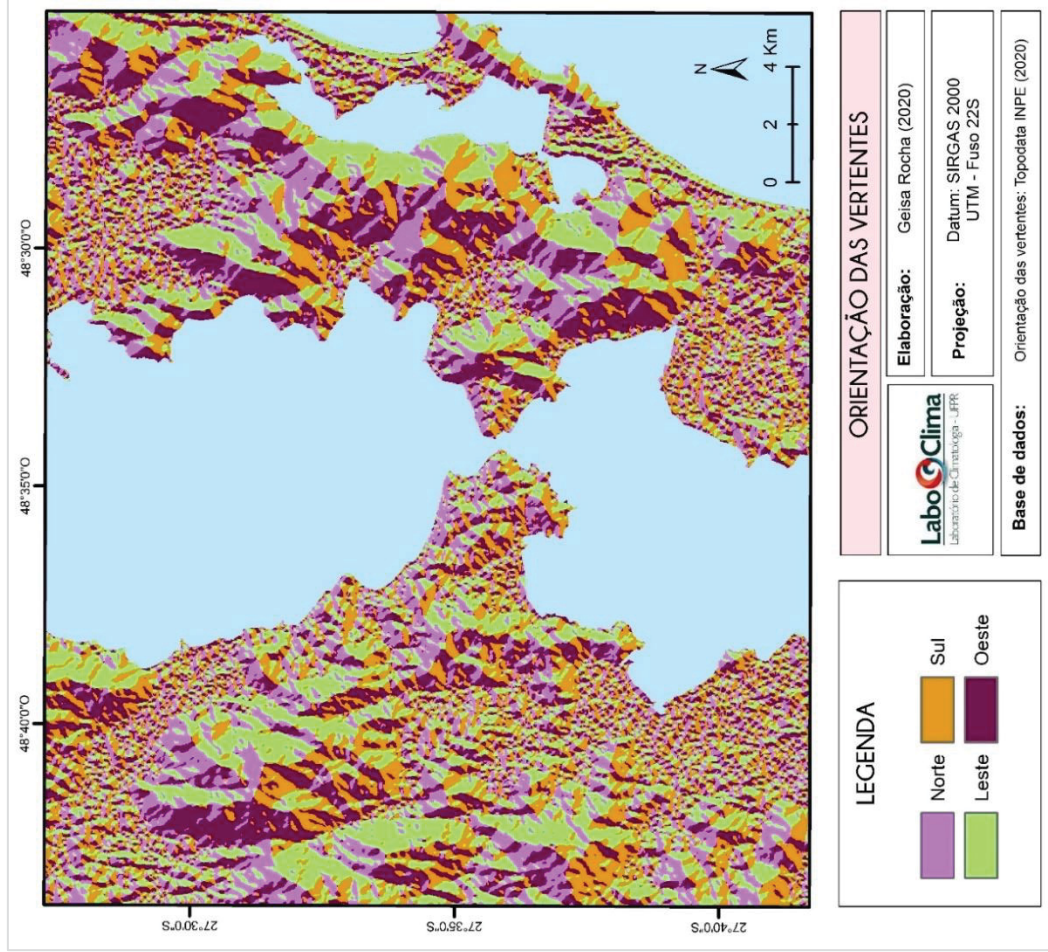 48°40'0"O
48°35'0"O
48°30'0"O
27°30'0"S
27°35'0"S
27°40'0"S
N
0 2 4 Km
LEGENDA
Norte
Sul
Leste
Oeste
ORIENTAÇÃO DAS VERTENTES
LaboClima
Laboratório de Climatologia - UFPR
Elaboração: Geisa Rocha (2020)
Projeção: Datum: SIRGAS 2000
UTM - Fuso 22S
Base de dados: Orientação das vertentes: Topodata INPE (2020)